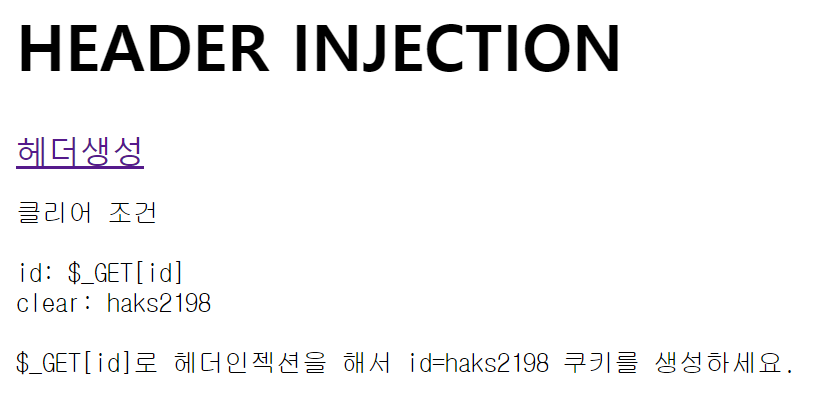 HEADER INJECTION
헤더생성
클리어 조건
id: $_GET[id]
clear: haks2198
$_GET[id]로 헤더인젝션을 해서 id=haks2198 쿠키를 생성하세요.